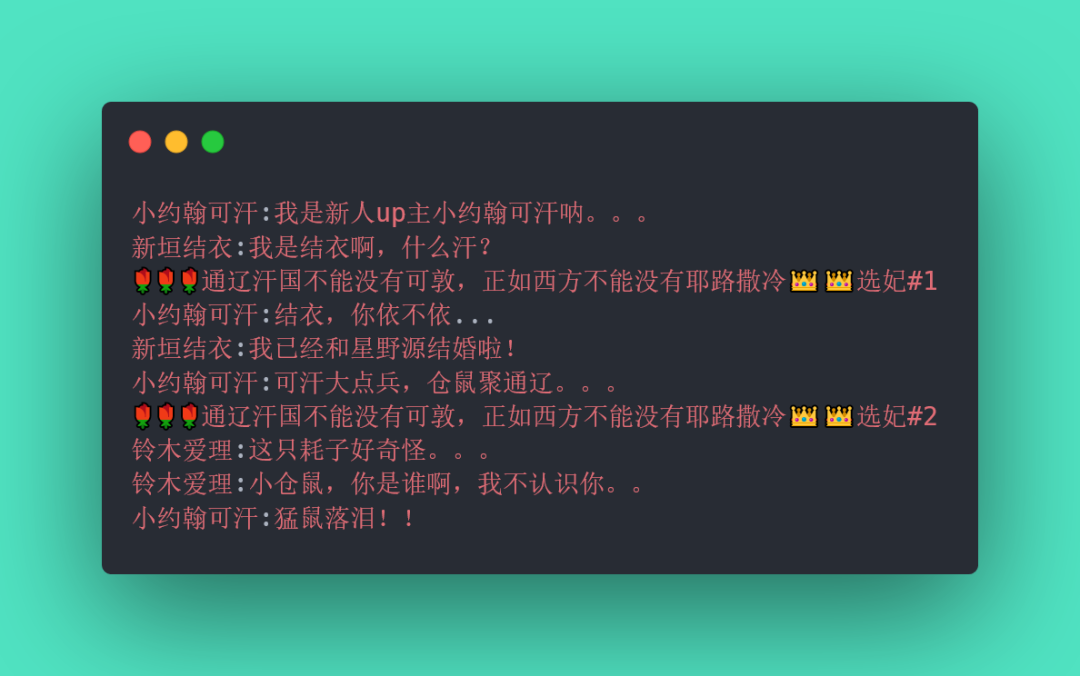 小约翰可汗:我是新人up主小约翰可汗呐。。。
新垣结衣:我是结衣啊，什么汗？
🌹🌹🌹通辽汗国不能没有可敦，正如西方不能没有耶路撒冷👑👑选妃#1
小约翰可汗:结衣，你依不依...
新垣结衣:我已经和星野源结婚啦！
小约翰可汗:可汗大点兵，仓鼠聚通辽。。。
🌹🌹🌹通辽汗国不能没有可敦，正如西方不能没有耶路撒冷👑👑选妃#2
铃木爱理:这只耗子好奇怪。。。
铃木爱理:小仓鼠，你是谁啊，我不认识你。。
小约翰可汗:猛鼠落泪！！